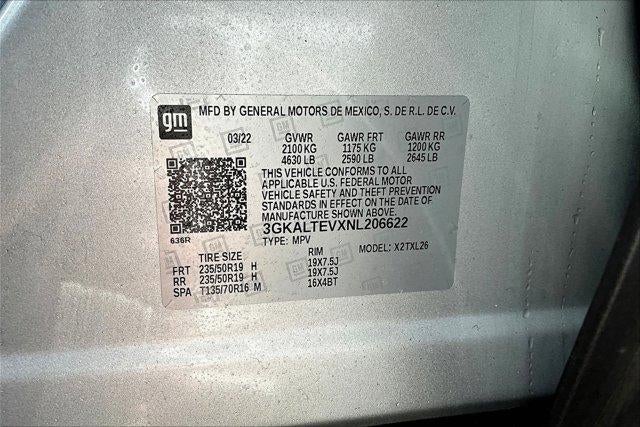 gm
MFD BY GENERAL MOTORS DE MEXICO, S. DE R.L. DE C.V.
03/22 GVWR GAWR FRT GAWR RR
2100 KG 1175 KG 1200 KG
4630 LB 2590 LB 2645 LB
THIS VEHICLE CONFORMS TO ALL
APPLICABLE U.S. FEDERAL MOTOR
VEHICLE SAFETY AND THEFT PREVENTION
STANDARDS IN EFFECT ON THE DATE OF
MANUFACTURE SHOWN ABOVE.
3GKALTEVXNL206622
636R
TYPE: MPV MODEL: X2TXL26
TIRE SIZE RIM
FRT 235/50R19 H 19X7.5J
RR 235/50R19 H 19X7.5J
SPA T135/70R16 M 16X4BT